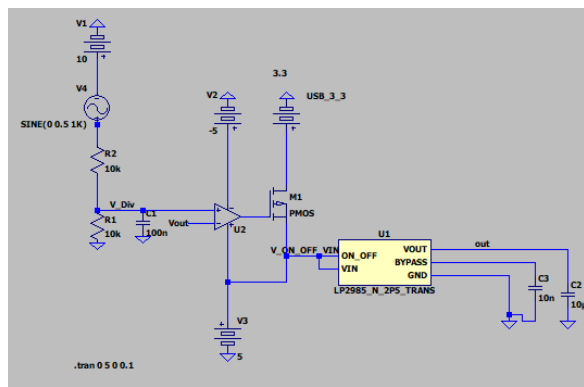 V1
10
V4
SINE(0 0.5 1K)
R2
10k
V_Div
R1
10k
C1
100n
Vout
V2
-5
U2
3.3
USB_3_3
M1
PMOS
V_ON_OFF_VIN
U1
ON_OFF
VIN
VOUT
BYPASS
GND
LP2985_N_2P5_TRANS
out
C3
10n
C2
10µ
V3
5
.tran 0 5 0 0.1